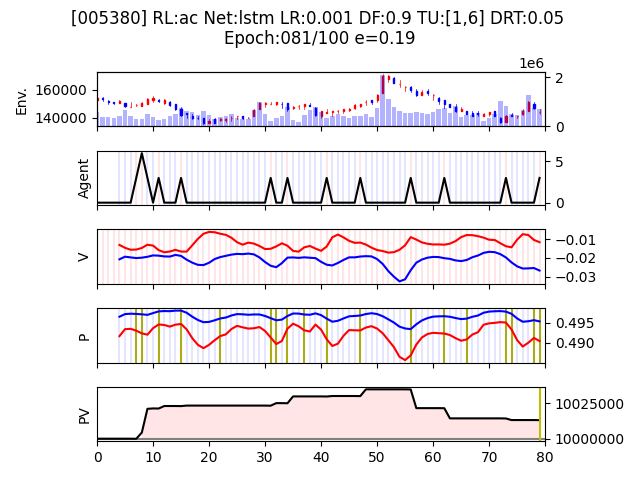 [005380] RL:ac Net:lstm LR:0.001 DF:0.9 TU:[1,6] DRT:0.05
Epoch:081/100 e=0.19
1e6
Env.
160000
140000
2
0
Agent
5
0
V
−0.01
−0.02
−0.03
P
0.495
0.490
PV
10025000
10000000
0 10 20 30 40 50 60 70 80